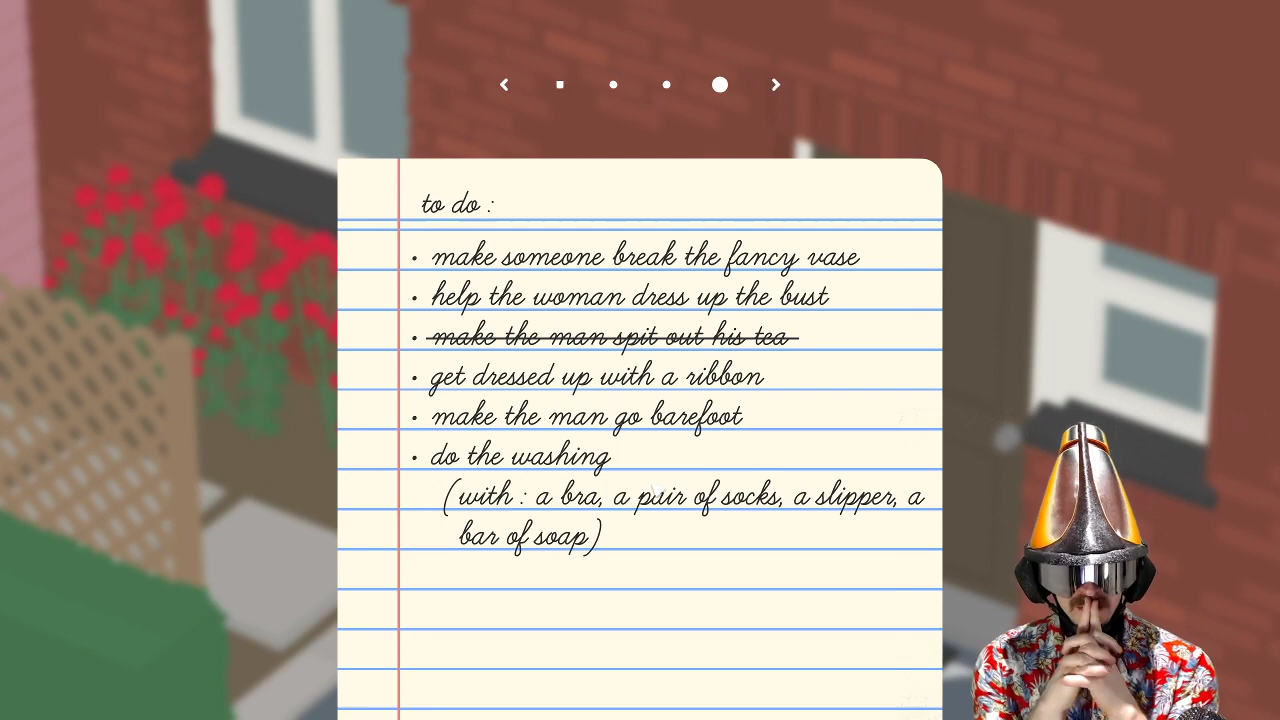 to do :
• make someone break the fancy vase
• help the woman dress up the bust
• make the man spit out his tea
• get dressed up with a ribbon
• make the man go barefoot
• do the washing
(with : a bra, a pair of socks, a slipper, a
bar of soap)